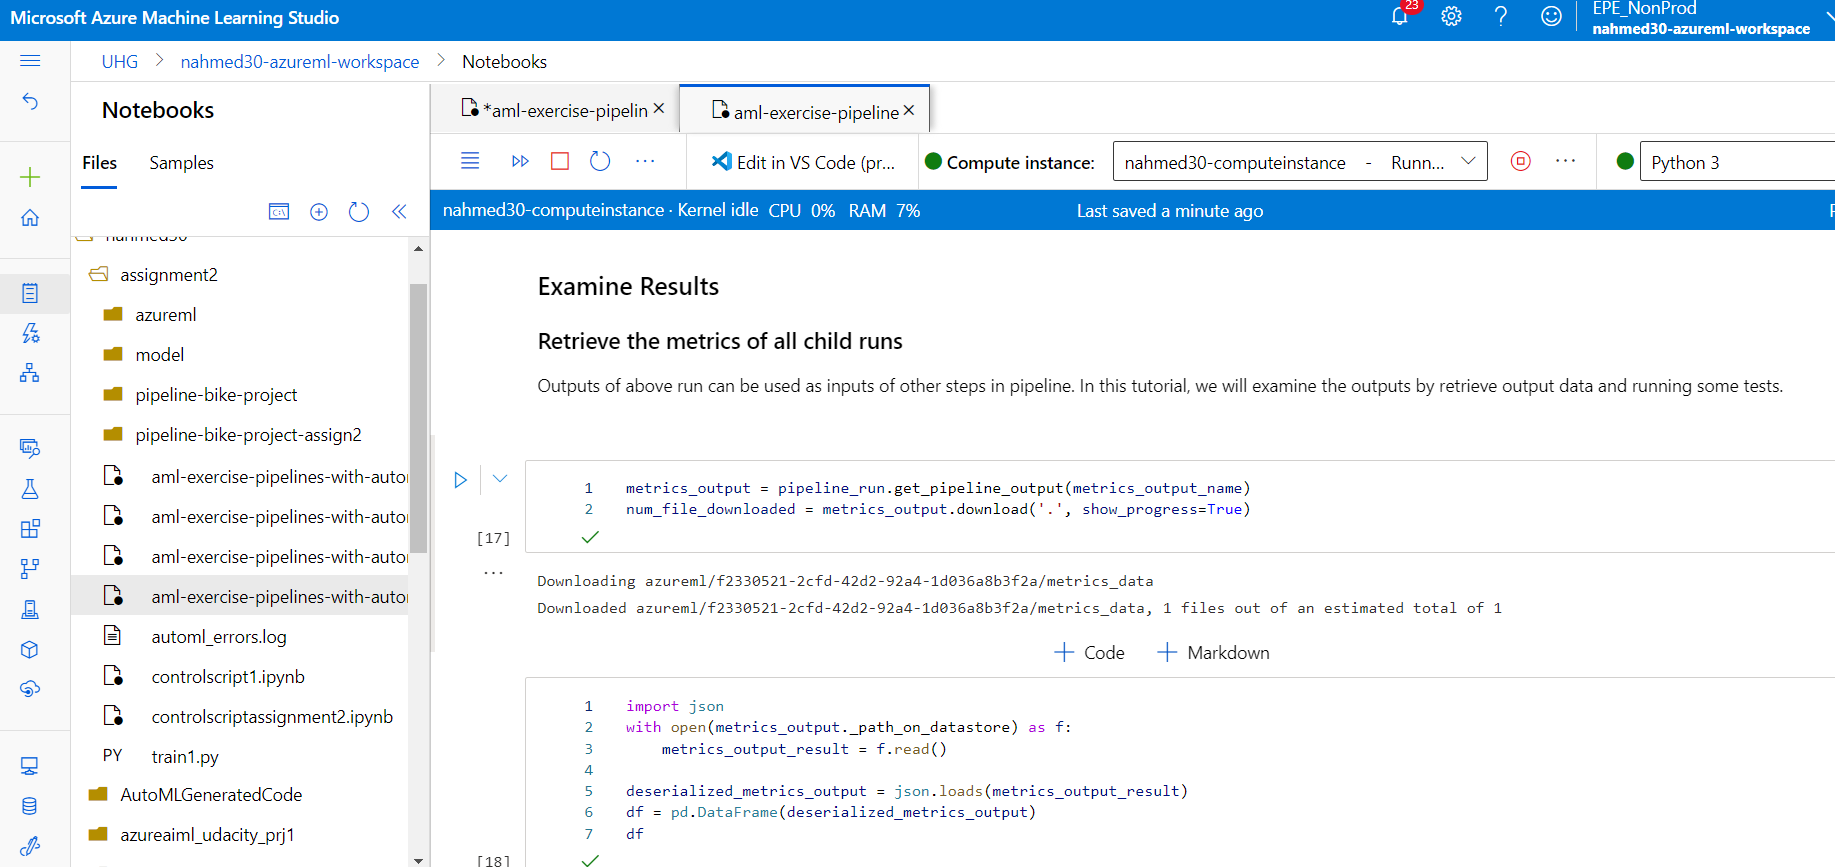 Microsoft Azure Machine Learning Studio
23
EPE_NonProd
nahmed30-azureml-workspace
UHG > nahmed30-azureml-workspace > Notebooks
Notebooks
Files Samples
nahmed30
assignment2
azureml
model
pipeline-bike-project
pipeline-bike-project-assign2
aml-exercise-pipelines-with-autor
aml-exercise-pipelines-with-autor
aml-exercise-pipelines-with-autor
aml-exercise-pipelines-with-autor
automl_errors.log
controlscript1.ipynb
controlscriptassignment2.ipynb
PY train1.py
AutoMLGeneratedCode
azureaiml_udacity_prj1
*aml-exercise-pipelin ×
aml-exercise-pipeline ×
... Edit in VS Code (pr... Compute instance: nahmed30-computeinstance - Runn... ... Python 3
nahmed30-computeinstance · Kernel idle CPU 0% RAM 7% Last saved a minute ago
Examine Results
Retrieve the metrics of all child runs
Outputs of above run can be used as inputs of other steps in pipeline. In this tutorial, we will examine the outputs by retrieve output data and running some tests.
1 metrics_output = pipeline_run.get_pipeline_output(metrics_output_name)
2 num_file_downloaded = metrics_output.download('.', show_progress=True)
[17]
...
Downloading azureml/f2330521-2cfd-42d2-92a4-1d036a8b3f2a/metrics_data
Downloaded azureml/f2330521-2cfd-42d2-92a4-1d036a8b3f2a/metrics_data, 1 files out of an estimated total of 1
+ Code + Markdown
1 import json
2 with open(metrics_output._path_on_datastore) as f:
3     metrics_output_result = f.read()
4
5 deserialized_metrics_output = json.loads(metrics_output_result)
6 df = pd.DataFrame(deserialized_metrics_output)
7 df
[18]